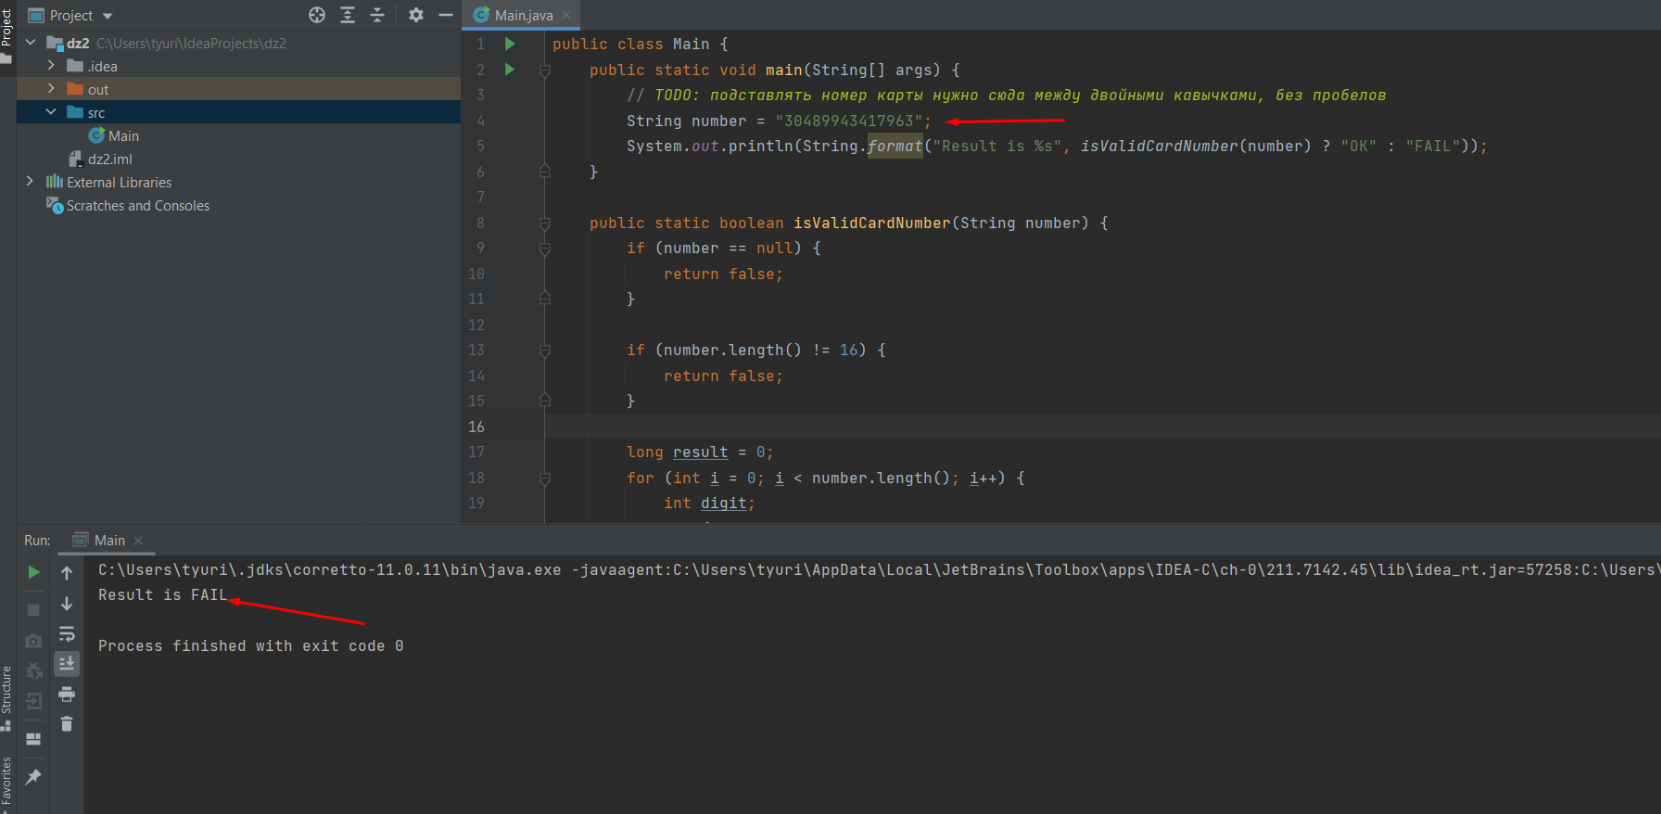 Project
Project
dz2 C:\Users\tyuri\IdeaProjects\dz2
.idea
out
src
Main
dz2.iml
External Libraries
Scratches and Consoles
Main.java
1 public class Main {
2 public static void main(String[] args) {
3 // TODO: подставлять номер карты нужно сюда между двойными кавычками, без пробелов
4 String number = "30489943417963";
5 System.out.println(String.format("Result is %s", isValidCardNumber(number) ? "OK" : "FAIL"));
6 }
7
8 public static boolean isValidCardNumber(String number) {
9 if (number == null) {
10 return false;
11 }
12
13 if (number.length() != 16) {
14 return false;
15 }
16
17 long result = 0;
18 for (int i = 0; i < number.length(); i++) {
19 int digit;
Run: Main
C:\Users\tyuri\.jdks\corretto-11.0.11\bin\java.exe -javaagent:C:\Users\tyuri\AppData\Local\JetBrains\Toolbox\apps\IDEA-C\ch-0\211.7142.45\lib\idea_rt.jar=57258:C:\Users\
Result is FAIL
Process finished with exit code 0
Structure
Favorites